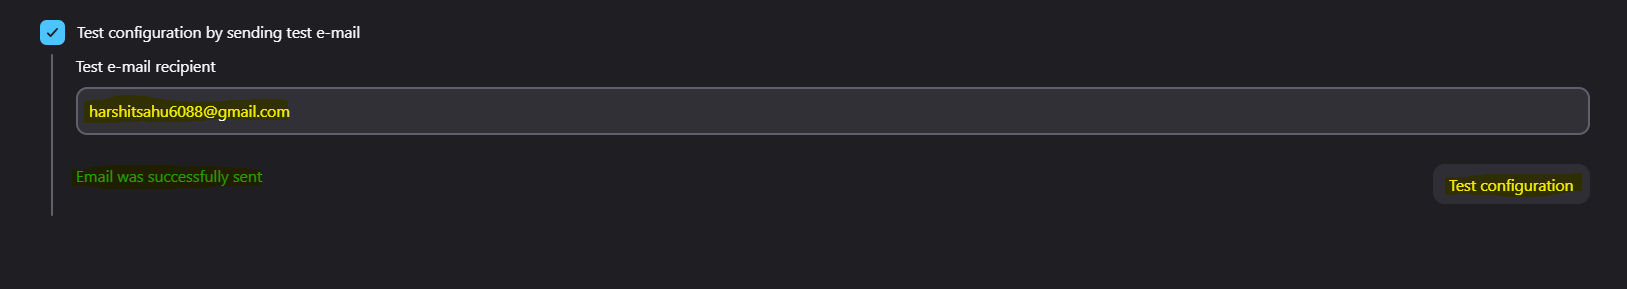 Test configuration by sending test e-mail
Test e-mail recipient
harshitsahu6088@gmail.com
Email was successfully sent
Test configuration